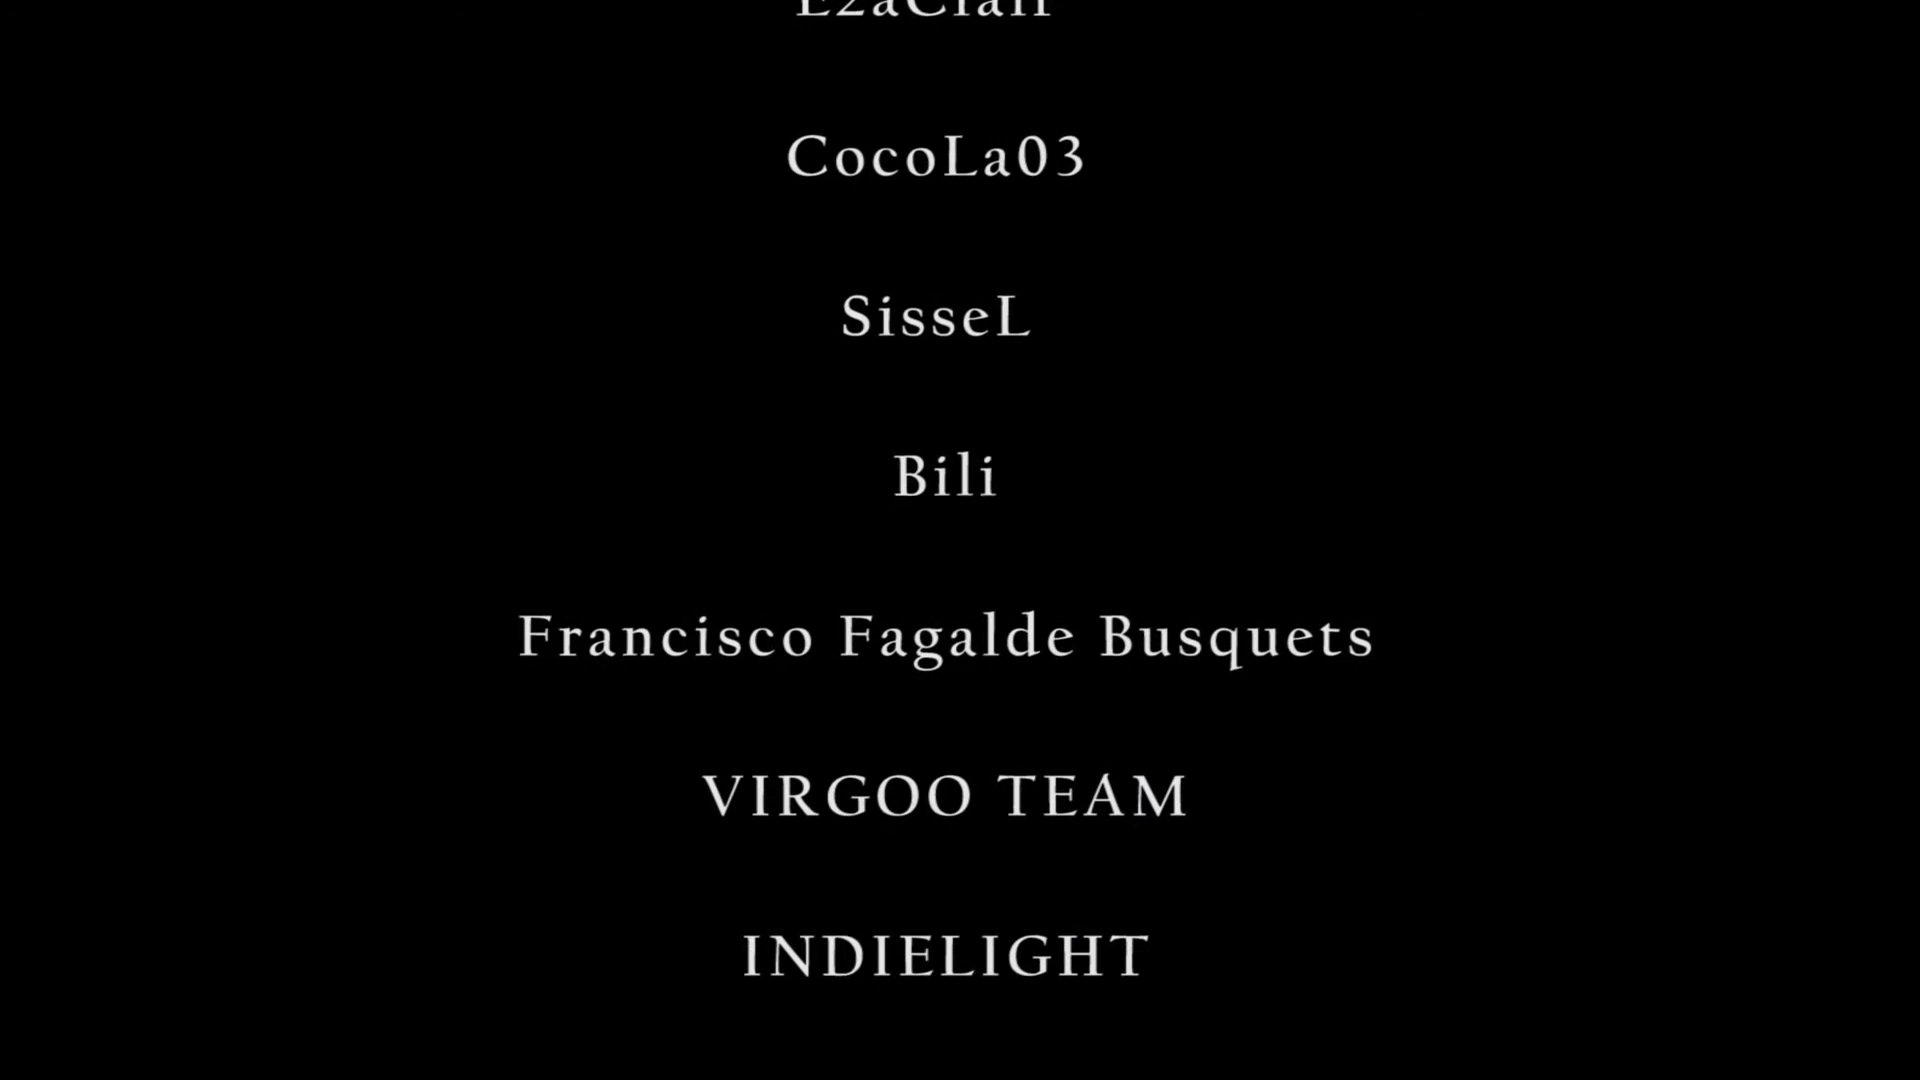 CocoLa03
SisseL
Bili
Francisco Fagalde Busquets
VIRGOO TEAM
INDIELIGHT